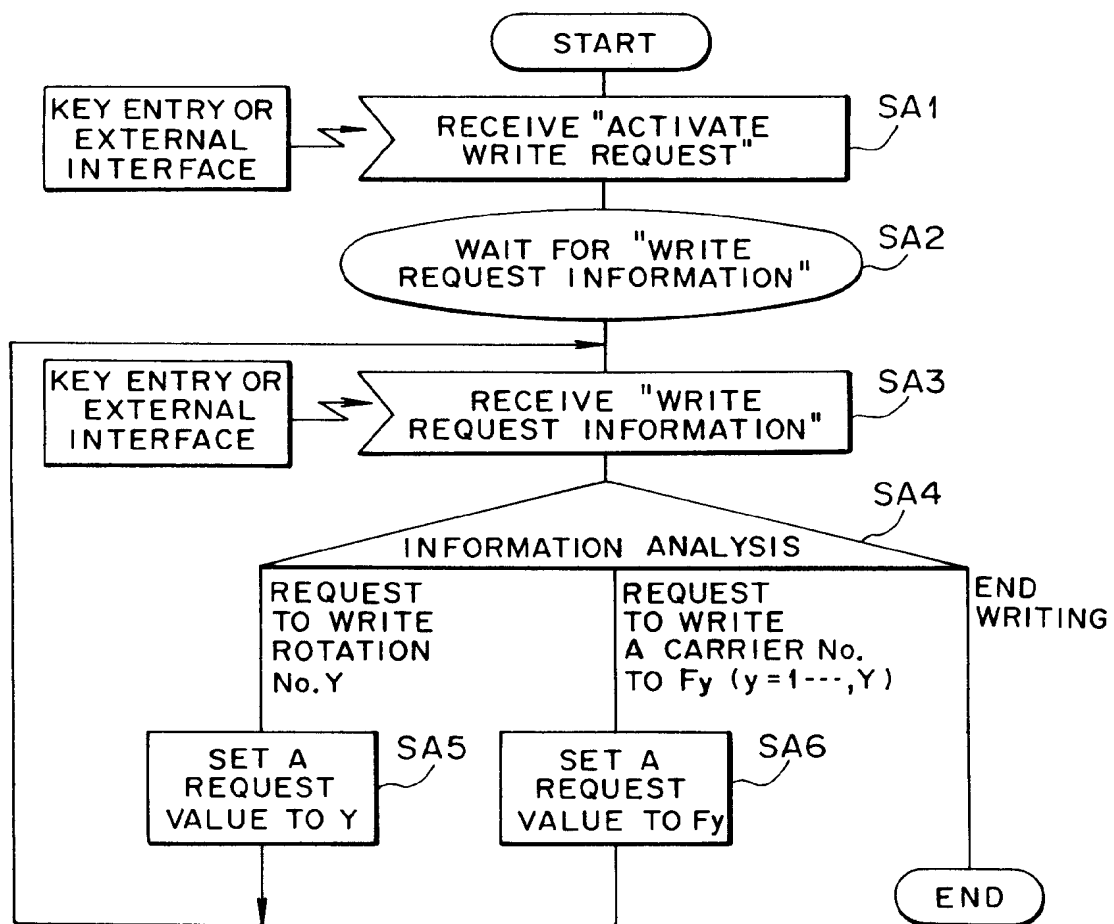 START
KEY ENTRY OR
EXTERNAL
INTERFACE
RECEIVE "ACTIVATE
WRITE REQUEST"
SA1
WAIT FOR "WRITE
REQUEST INFORMATION"
SA2
KEY ENTRY OR
EXTERNAL
INTERFACE
RECEIVE "WRITE
REQUEST INFORMATION"
SA3
SA4
INFORMATION ANALYSIS
REQUEST
TO WRITE
ROTATION
No.Y
REQUEST
TO WRITE
A CARRIER No.
TO Fy (y=1---,Y)
END
WRITING
SET A
REQUEST
VALUE TO Y
SA5
SET A
REQUEST
VALUE TO Fy
SA6
END